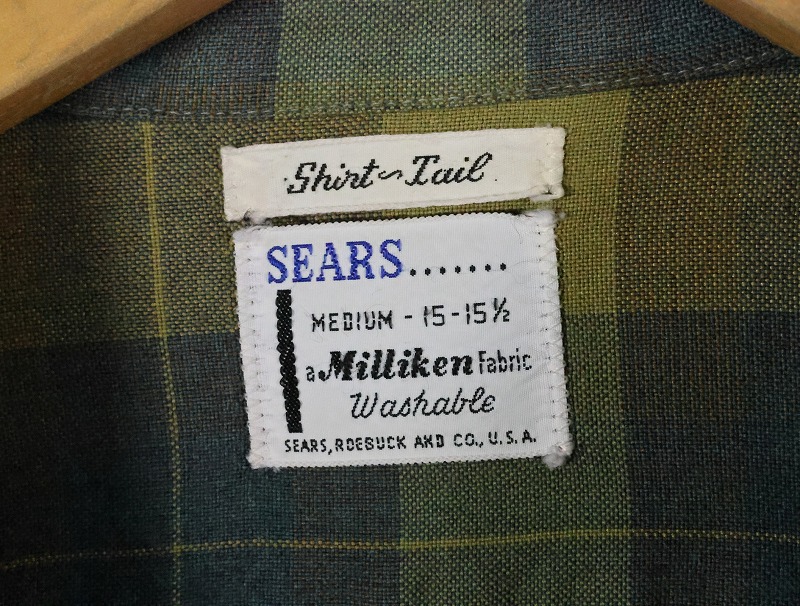 Shirt~Tail
SEARS.......
MEDIUM - 15-15½
a Milliken Fabric
Washable
SEARS, ROEBUCK AND CO., U.S.A.